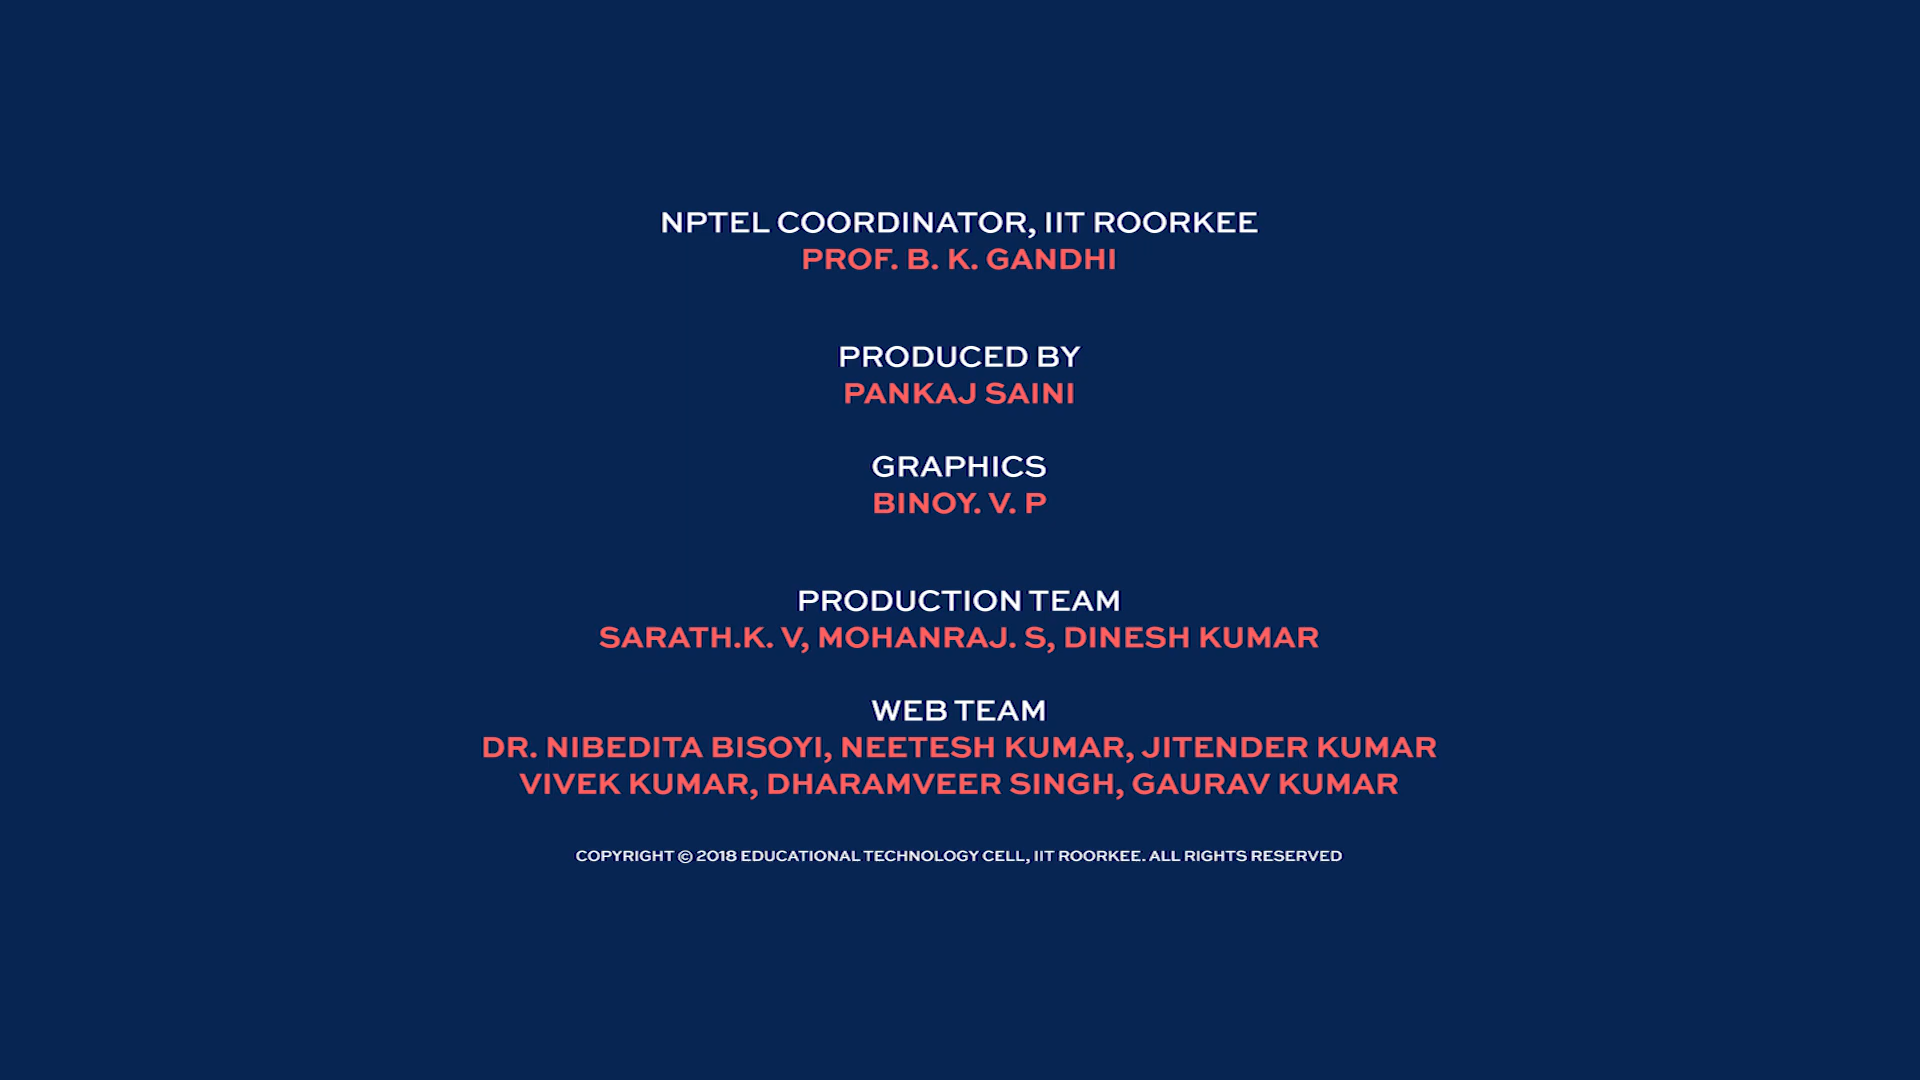 NPTEL COORDINATOR, IIT ROORKEE
PROF. B. K. GANDHI
PRODUCED BY
PANKAJ SAINI
GRAPHICS
BINOY. V. P
PRODUCTION TEAM
SARATH.K. V, MOHANRAJ. S, DINESH KUMAR
WEB TEAM
DR. NIBEDITA BISOYI, NEETESH KUMAR, JITENDER KUMAR
VIVEK KUMAR, DHARAMVEER SINGH, GAURAV KUMAR
COPYRIGHT © 2018 EDUCATIONAL TECHNOLOGY CELL, IIT ROORKEE. ALL RIGHTS RESERVED